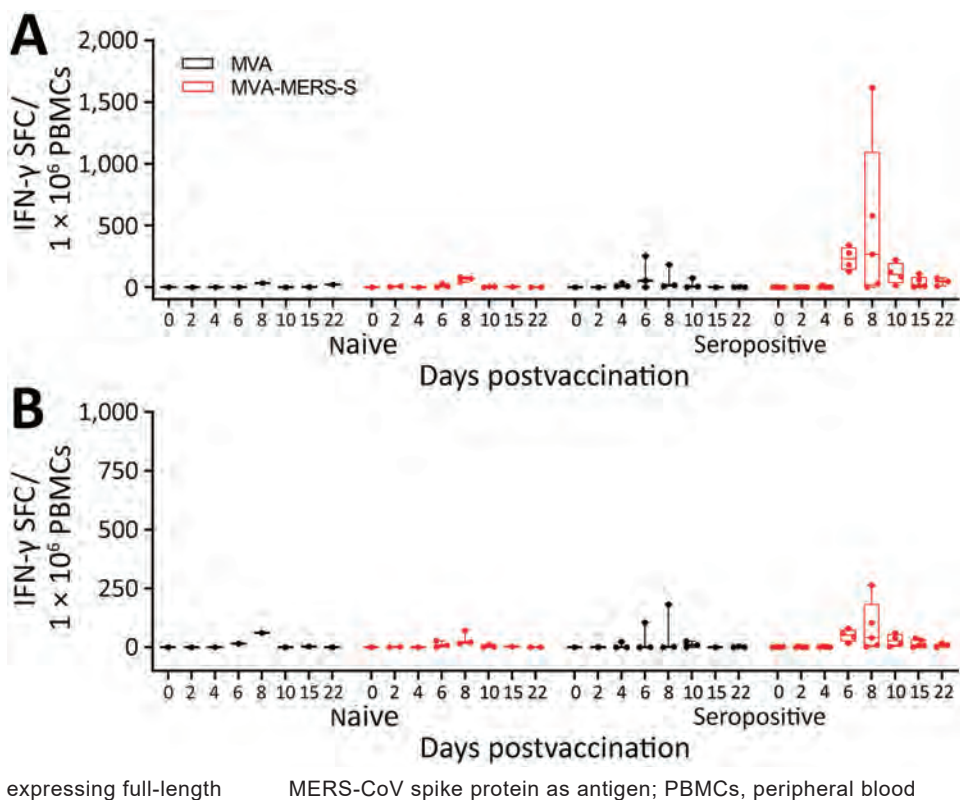 A
2,000
1,500
1,000
500
0
IFN-γ SFC/
1 × 10⁶ PBMCs
MVA
MVA-MERS-S
0 2 4 6 8 10 15 22 0 2 4 6 8 10 15 22 0 2 4 6 8 10 15 22 0 2 4 6 8 10 15 22
Naive Seropositive
Days postvaccination
B
1,000
750
500
250
0
IFN-γ SFC/
1 × 10⁶ PBMCs
0 2 4 6 8 10 15 22 0 2 4 6 8 10 15 22 0 2 4 6 8 10 15 22 0 2 4 6 8 10 15 22
Naive Seropositive
Days postvaccination
expressing full-length MERS-CoV spike protein as antigen; PBMCs, peripheral blood